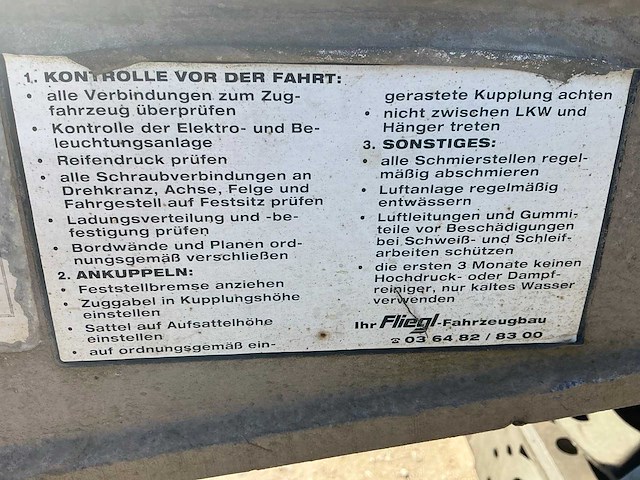 1. KONTROLLE VOR DER FAHRT:
• alle Verbindungen zum Zug-
fahrzeug überprüfen
• Kontrolle der Elektro- und Be-
leuchtungsanlage
• Reifendruck prüfen
• alle Schraubverbindungen an
Drehkranz, Achse, Felge und
Fahrgestell auf Festsitz prüfen
• Ladungsverteilung und -be-
festigung prüfen
• Bordwände und Planen ord-
nungsgemäß verschließen
2. ANKUPPELN:
• Feststellbremse anziehen
• Zuggabel in Kupplungshöhe
einstellen
• Sattel auf Aufsattelhöhe
einstellen
• auf ordnungsgemäß ein-
gerastete Kupplung achten
• nicht zwischen LKW und
Hänger treten
3. SONSTIGES:
• alle Schmierstellen regel-
mäßig abschmieren
• Luftanlage regelmäßig
entwässern
• Luftleitungen und Gummi-
teile vor Beschädigungen
bei Schweiß- und Schleif-
arbeiten schützen
• die ersten 3 Monate keinen
Hochdruck- oder Dampf-
reiniger, nur kaltes Wasser
verwenden
Ihr Fliegl-Fahrzeugbau
☎ 03 64 82 / 83 00